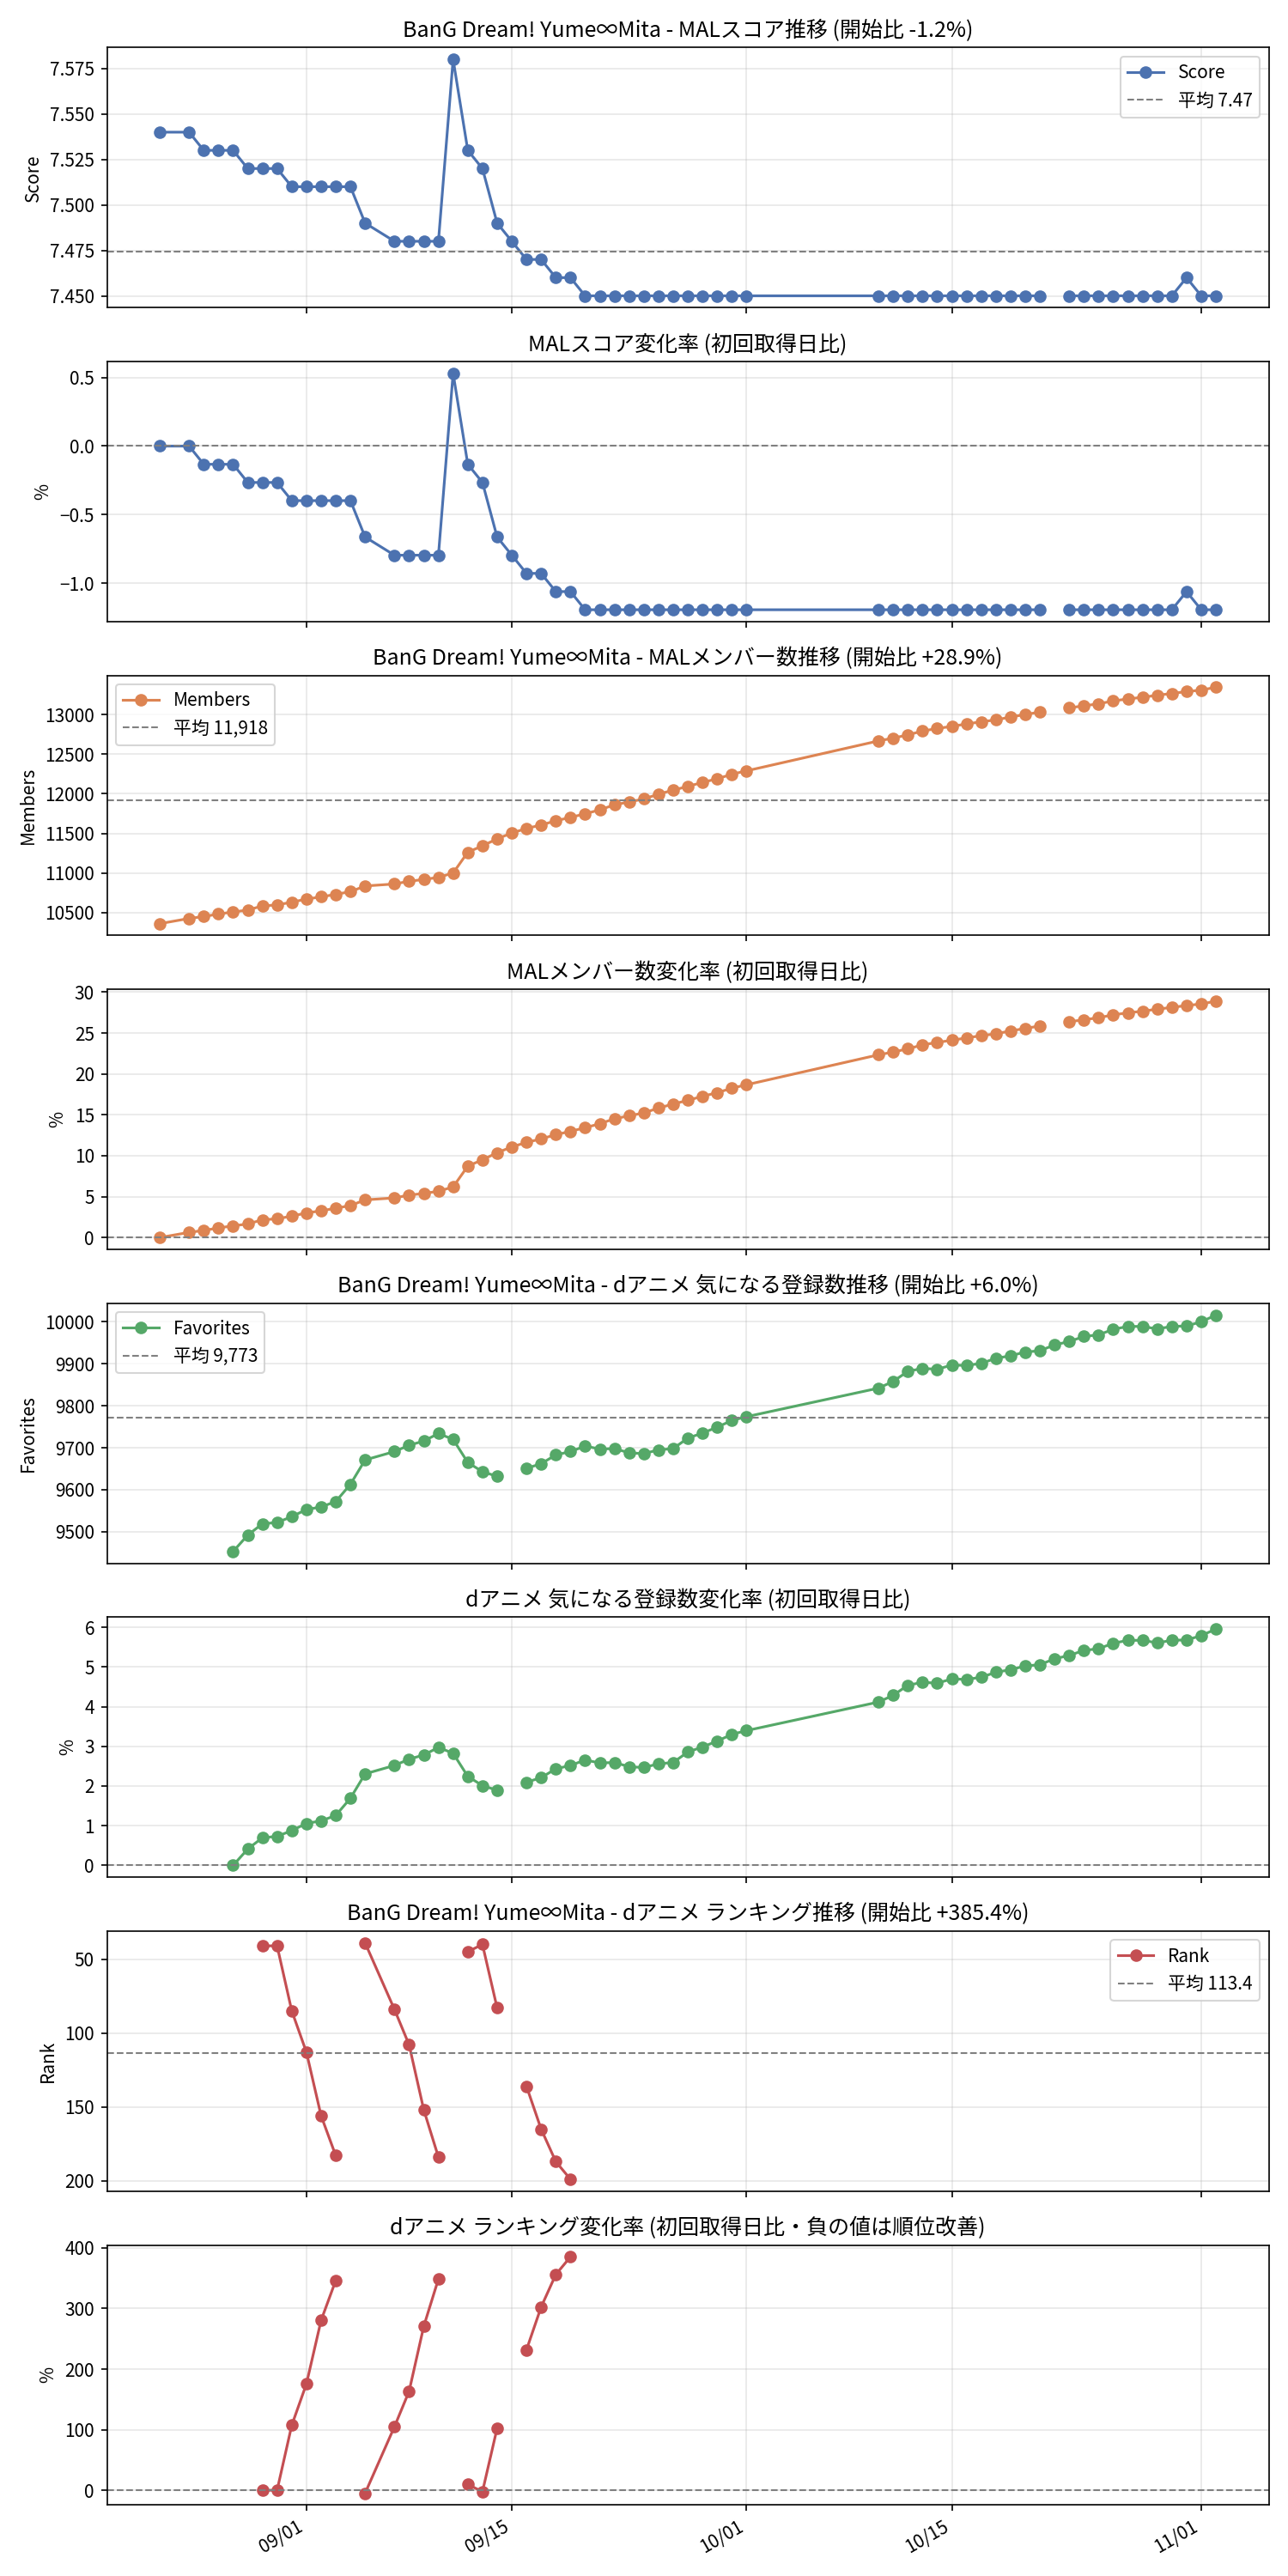 BanG Dream! Yume∞Mita - MALスコア推移 (開始比 -1.2%)
Score
7.575
7.550
7.525
7.500
7.475
7.450
Score
平均 7.47
MALスコア変化率 (初回取得日比)
%
0.5
0.0
−0.5
−1.0
BanG Dream! Yume∞Mita - MALメンバー数推移 (開始比 +28.9%)
Members
13000
12500
12000
11500
11000
10500
Members
平均 11,918
MALメンバー数変化率 (初回取得日比)
%
30
25
20
15
10
5
0
BanG Dream! Yume∞Mita - dアニメ 気になる登録数推移 (開始比 +6.0%)
Favorites
10000
9900
9800
9700
9600
9500
Favorites
平均 9,773
dアニメ 気になる登録数変化率 (初回取得日比)
%
6
5
4
3
2
1
0
BanG Dream! Yume∞Mita - dアニメ ランキング推移 (開始比 +385.4%)
Rank
50
100
150
200
Rank
平均 113.4
dアニメ ランキング変化率 (初回取得日比・負の値は順位改善)
%
400
300
200
100
0
09/01
09/15
10/01
10/15
11/01